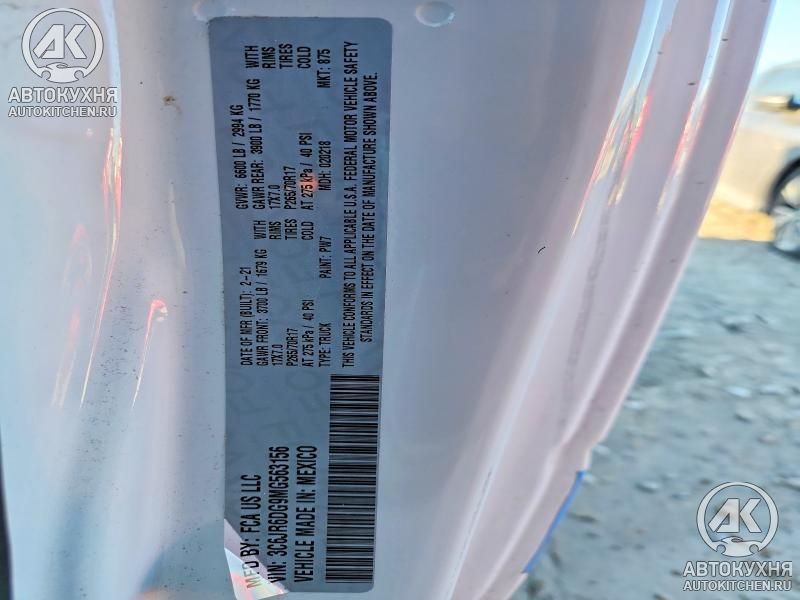 MFD BY: FCA US LLC
DATE OF MFR (BUILT): 2-21
GVWR: 6600 LB / 2994 KG
GAWR FRONT: 3700 LB / 1679 KG WITH
GAWR REAR: 3900 LB / 1770 KG WITH
17X7.0 RIMS
17X7.0 RIMS
P265/70R17 TIRES
P265/70R17 TIRES
AT 275 kPa / 40 PSI COLD
AT 275 kPa / 40 PSI COLD
VIN: 3C6JR6DG9MG563156
TYPE: TRUCK PAINT: PW7 MDH: 020218 MKT: 875
VEHICLE MADE IN: MEXICO
THIS VEHICLE CONFORMS TO ALL APPLICABLE U.S.A. FEDERAL MOTOR VEHICLE SAFETY
STANDARDS IN EFFECT ON THE DATE OF MANUFACTURE SHOWN ABOVE.
АК
АВТОКУХНЯ
AUTOKITCHEN.RU
АК
АВТОКУХНЯ
AUTOKITCHEN.RU